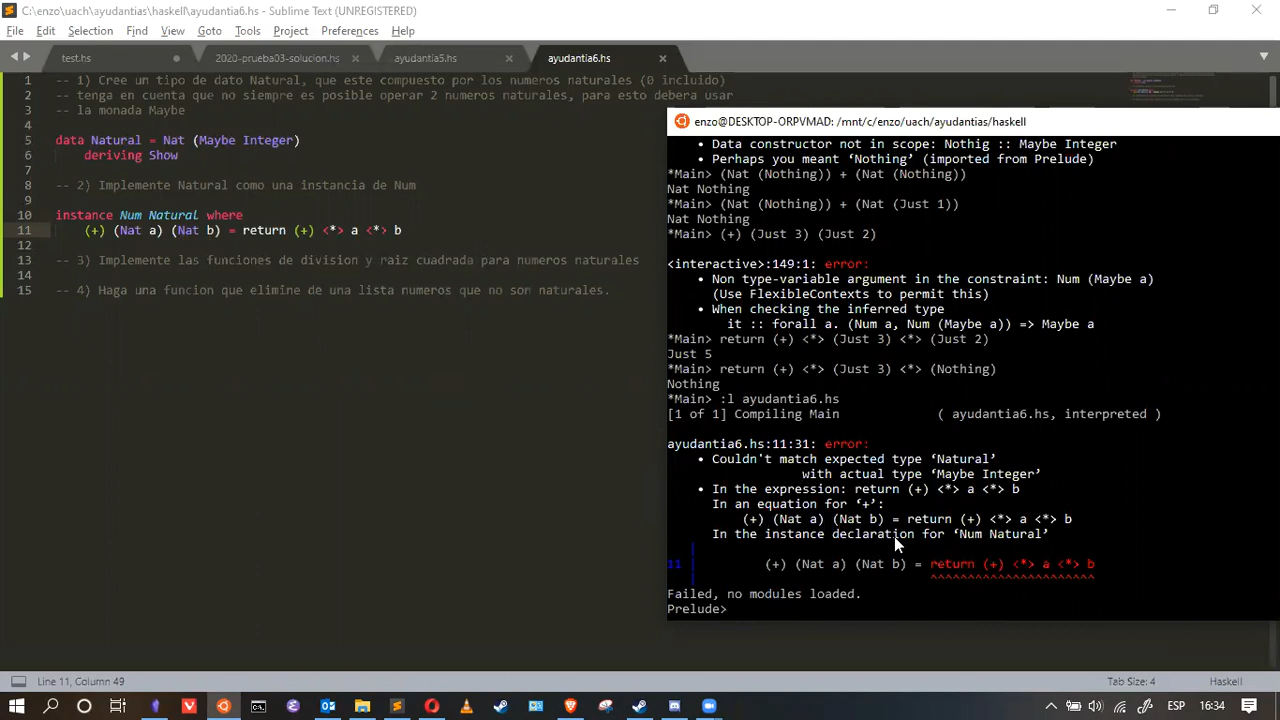 C:\enzo\uach\ayudantias\haskell\ayudantia6.hs - Sublime Text (UNREGISTERED)
File Edit Selection Find View Goto Tools Project Preferences Help
test.hs 2020-prueba03-solucion.hs ayudantia5.hs ayudantia6.hs
1 -- 1) Cree un tipo de dato Natural, que este compuesto por los numeros naturales (0 incluido)
2 -- tenga en cuenta que no siempre es posible operar 2 numeros naturales, para esto debera usar
3 -- la monada Maybe
4
5 data Natural = Nat (Maybe Integer)
6 deriving Show
7
8 -- 2) Implemente Natural como una instancia de Num
9
10 instance Num Natural where
11 (+) (Nat a) (Nat b) = return (+) <*> a <*> b
12
13 -- 3) Implemente las funciones de division y raiz cuadrada para numeros naturales
14
15 -- 4) Haga una funcion que elimine de una lista numeros que no son naturales.
enzo@DESKTOP-ORPVMAD: /mnt/c/enzo/uach/ayudantias/haskell
• Data constructor not in scope: Nothig :: Maybe Integer
• Perhaps you meant ‘Nothing’ (imported from Prelude)
*Main> (Nat (Nothing)) + (Nat (Nothing))
Nat Nothing
*Main> (Nat (Nothing)) + (Nat (Just 1))
Nat Nothing
*Main> (+) (Just 3) (Just 2)
<interactive>:149:1: error:
• Non type-variable argument in the constraint: Num (Maybe a)
(Use FlexibleContexts to permit this)
• When checking the inferred type
it :: forall a. (Num a, Num (Maybe a)) => Maybe a
*Main> return (+) <*> (Just 3) <*> (Just 2)
Just 5
*Main> return (+) <*> (Just 3) <*> (Nothing)
Nothing
*Main> :l ayudantia6.hs
[1 of 1] Compiling Main ( ayudantia6.hs, interpreted )
ayudantia6.hs:11:31: error:
• Couldn't match expected type ‘Natural’
with actual type ‘Maybe Integer’
• In the expression: return (+) <*> a <*> b
In an equation for ‘+’:
(+) (Nat a) (Nat b) = return (+) <*> a <*> b
In the instance declaration for ‘Num Natural’
|
11 | (+) (Nat a) (Nat b) = return (+) <*> a <*> b
| ^^^^^^^^^^^^^^^^^^^^^^
Failed, no modules loaded.
Prelude>
Line 11, Column 49 Tab Size: 4 Haskell
ESP 16:34